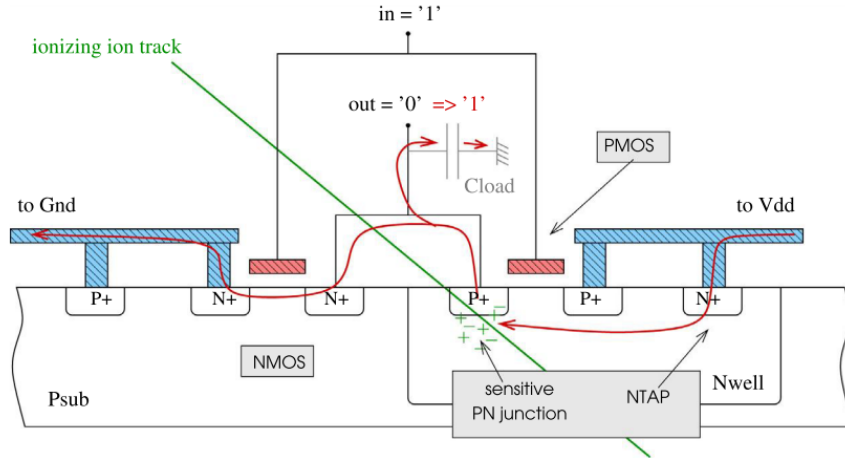 in = '1'
ionizing ion track
out = '0' => '1'
PMOS
Cload
to Gnd
to Vdd
P+ N+ N+ P+ P+ N+
+ - + - + - + -
NMOS
sensitive
PN junction
NTAP
Nwell
Psub